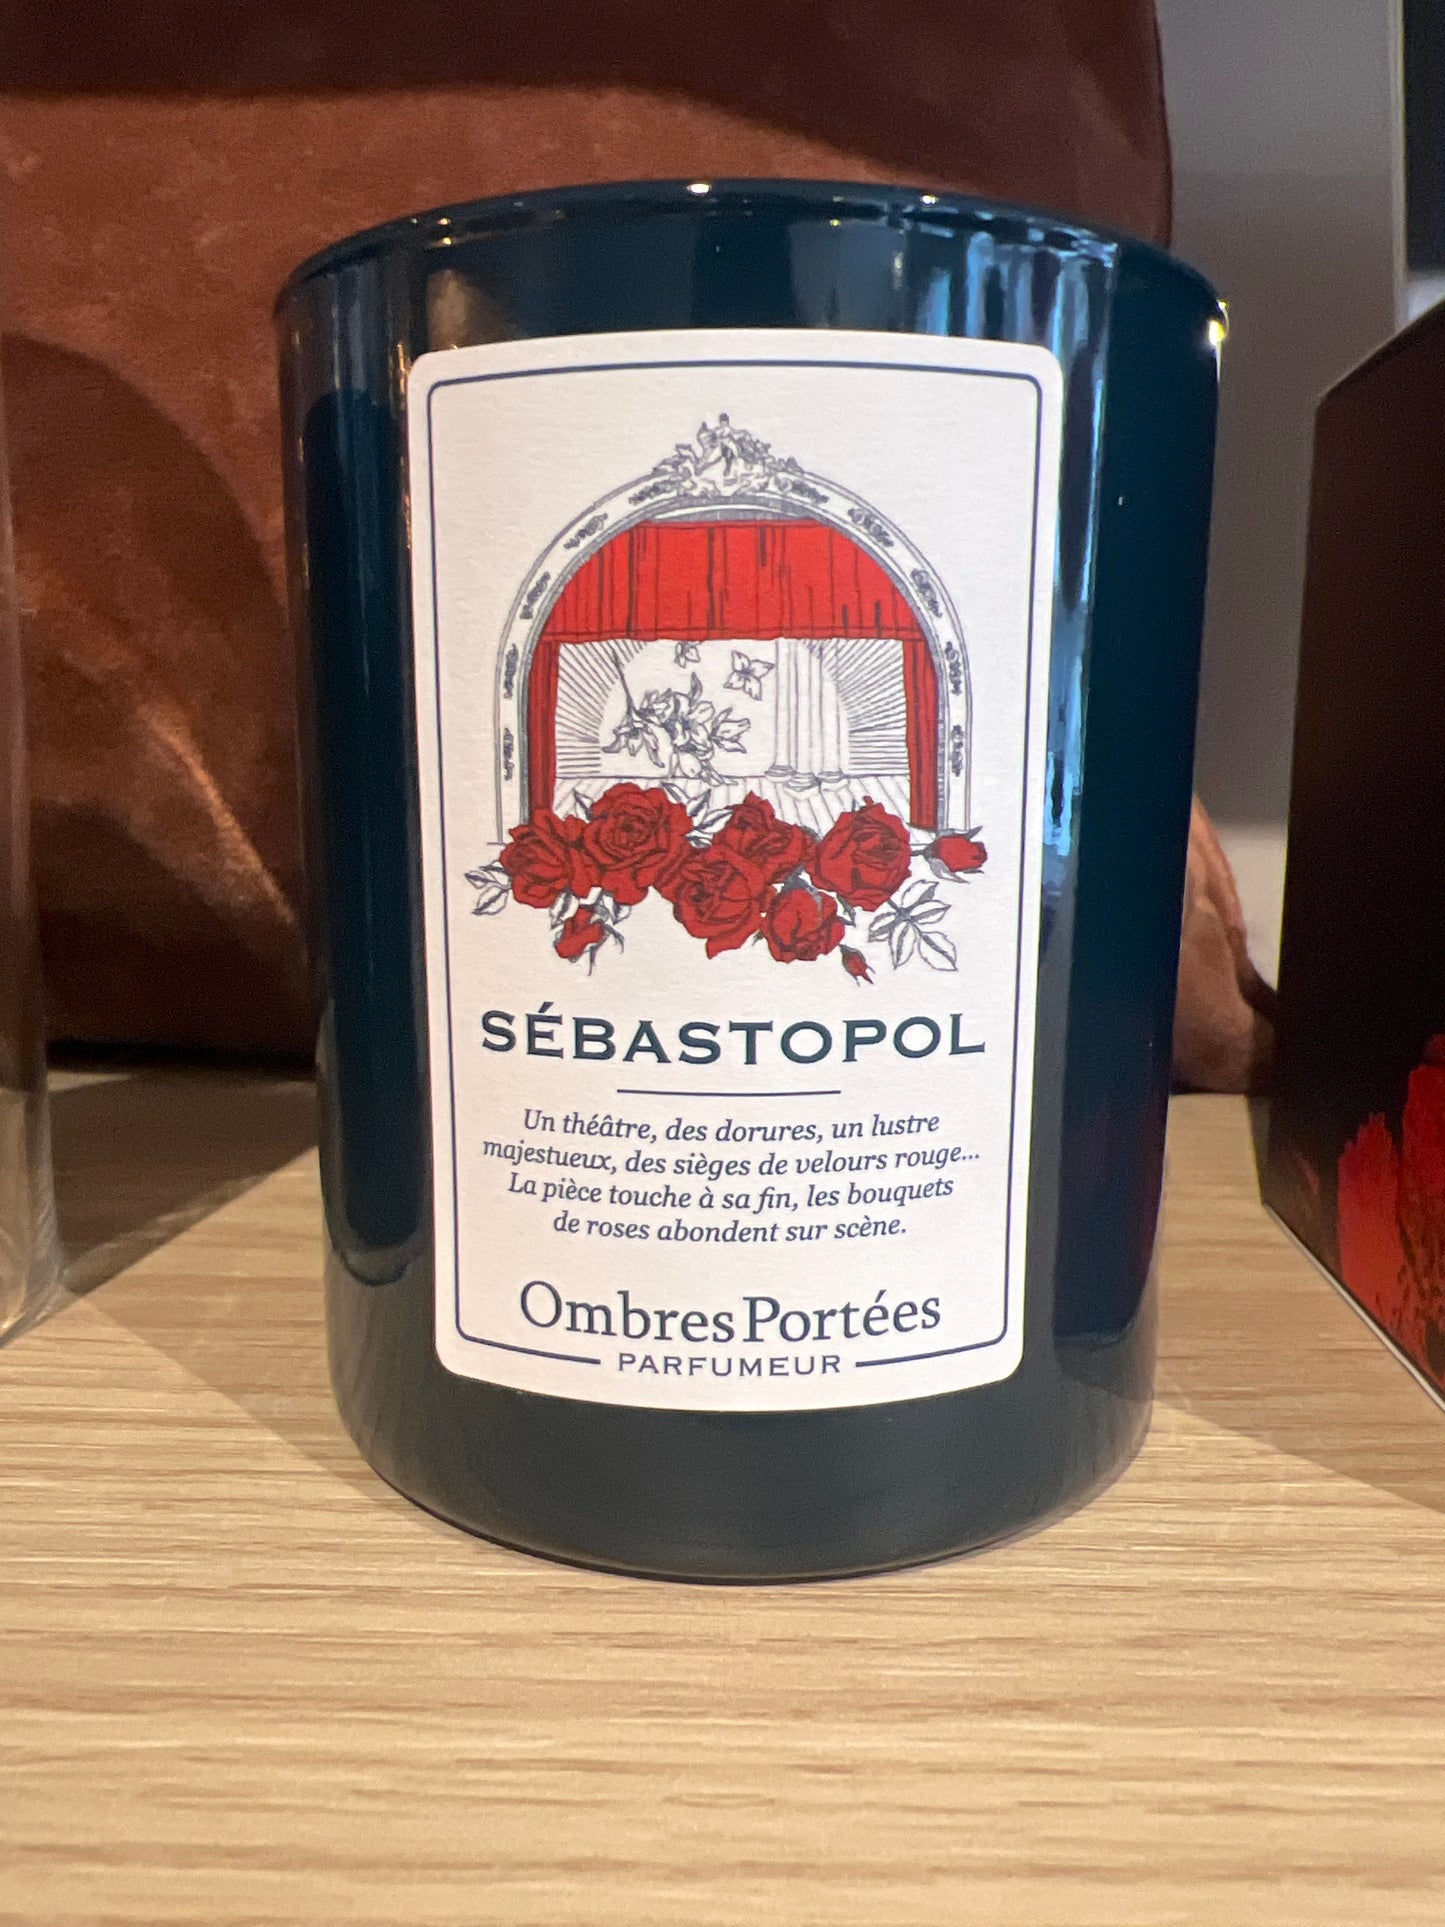 SÉBASTOPOL
Un théâtre, des dorures, un lustre
majestueux, des sièges de velours rouge...
La pièce touche à sa fin, les bouquets
de roses abondent sur scène.
Ombres Portées
PARFUMEUR